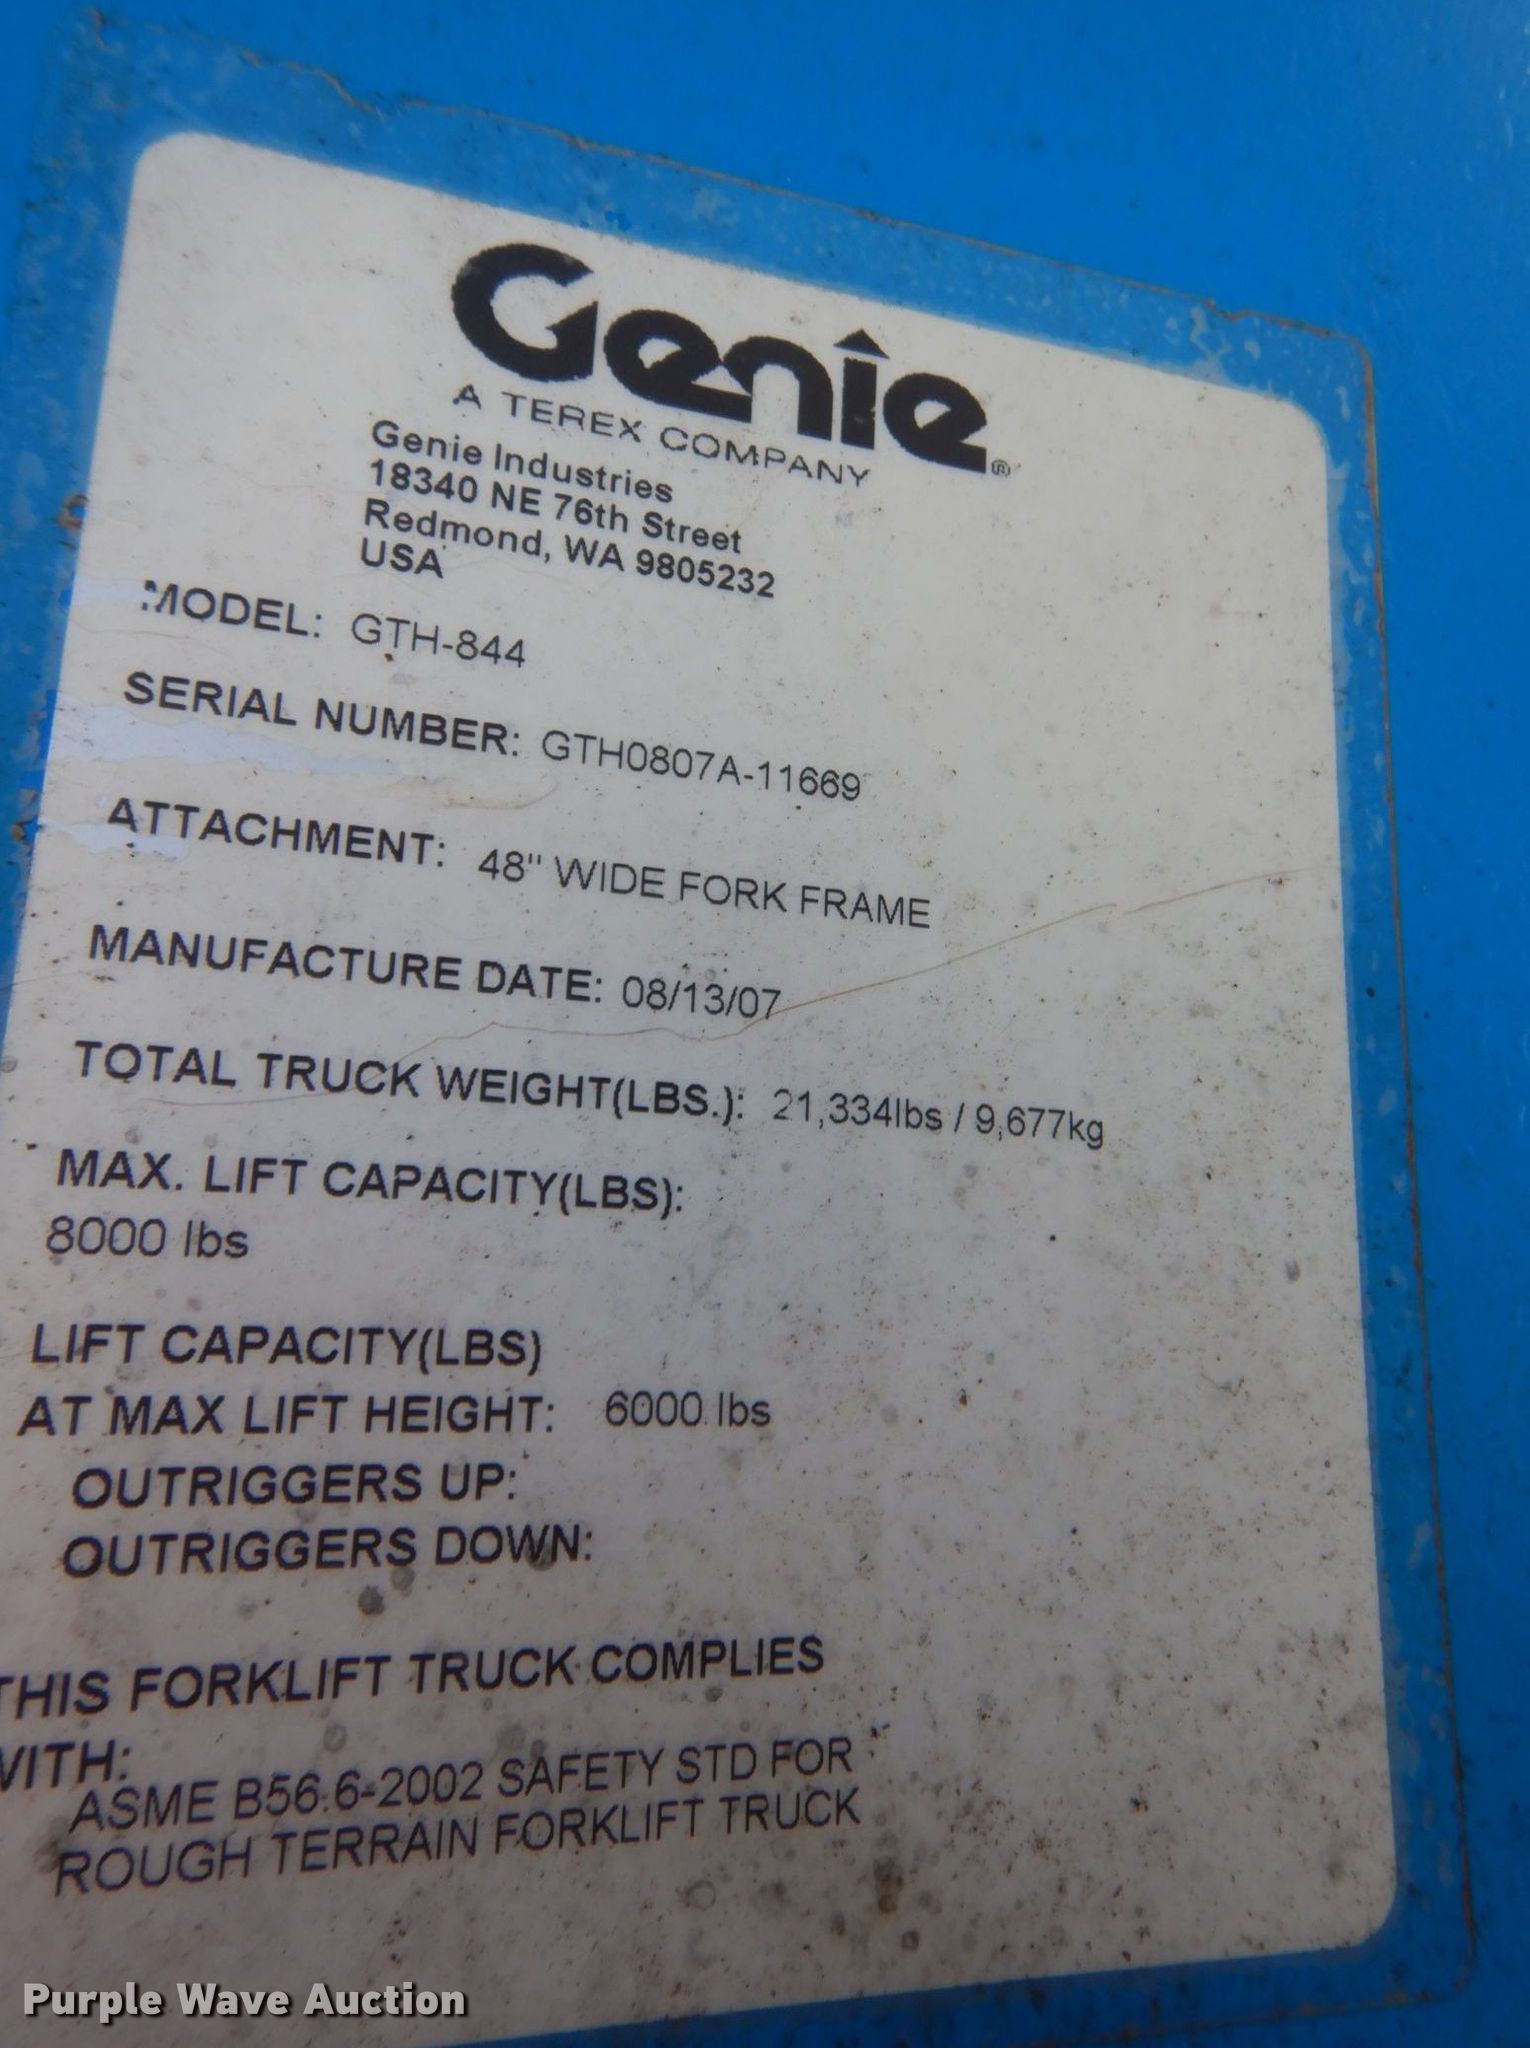 Genie®
A TEREX COMPANY
Genie Industries
18340 NE 76th Street
Redmond, WA 9805232
USA
MODEL: GTH-844
SERIAL NUMBER: GTH0807A-11669
ATTACHMENT: 48" WIDE FORK FRAME
MANUFACTURE DATE: 08/13/07
TOTAL TRUCK WEIGHT(LBS.): 21,334lbs / 9,677kg
MAX. LIFT CAPACITY(LBS):
8000 lbs
LIFT CAPACITY(LBS)
AT MAX LIFT HEIGHT: 6000 lbs
OUTRIGGERS UP:
OUTRIGGERS DOWN:
THIS FORKLIFT TRUCK COMPLIES
WITH:
ASME B56.6-2002 SAFETY STD FOR
ROUGH TERRAIN FORKLIFT TRUCK
Purple Wave Auction